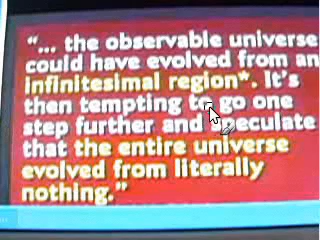 "... the observable universe
could have evolved from an
infinitesimal region*. It's
then tempting to go one
step further and speculate
that the entire universe
evolved from literally
nothing."